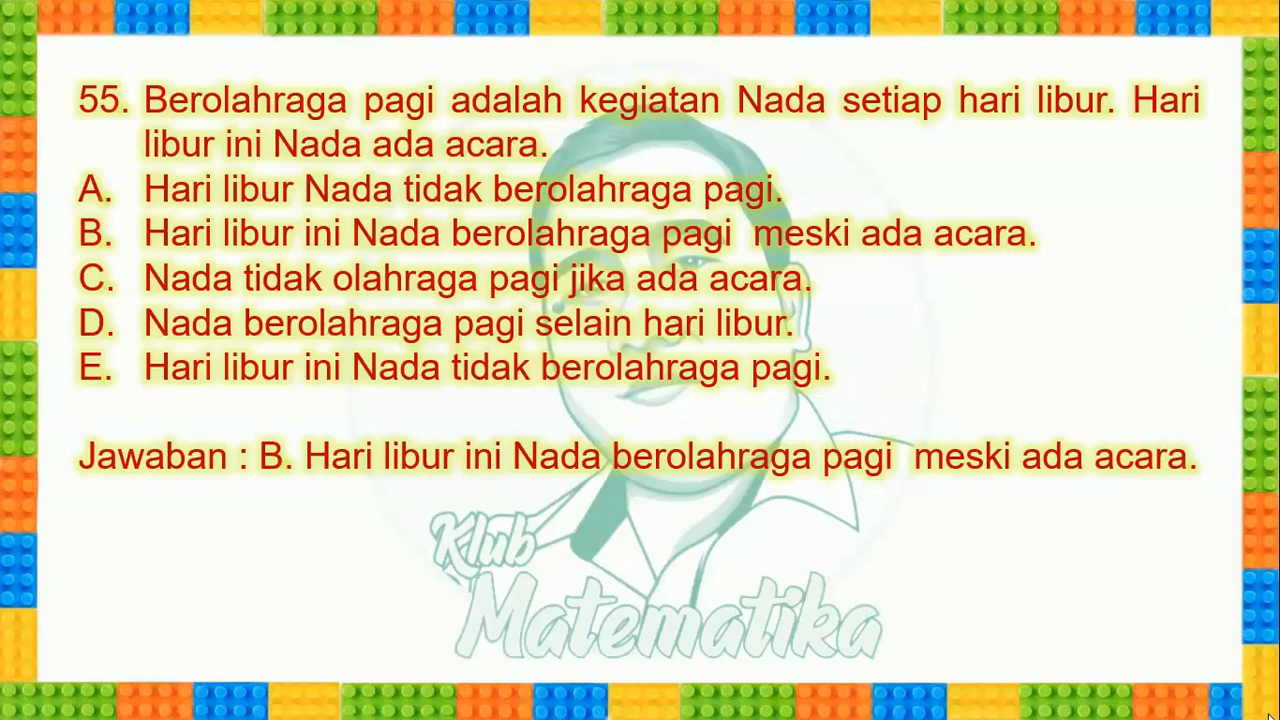 55. Berolahraga pagi adalah kegiatan Nada setiap hari libur. Hari
libur ini Nada ada acara.
A. Hari libur Nada tidak berolahraga pagi.
B. Hari libur ini Nada berolahraga pagi meski ada acara.
C. Nada tidak olahraga pagi jika ada acara.
D. Nada berolahraga pagi selain hari libur.
E. Hari libur ini Nada tidak berolahraga pagi.
Jawaban : B. Hari libur ini Nada berolahraga pagi meski ada acara.
Klub
Matematika